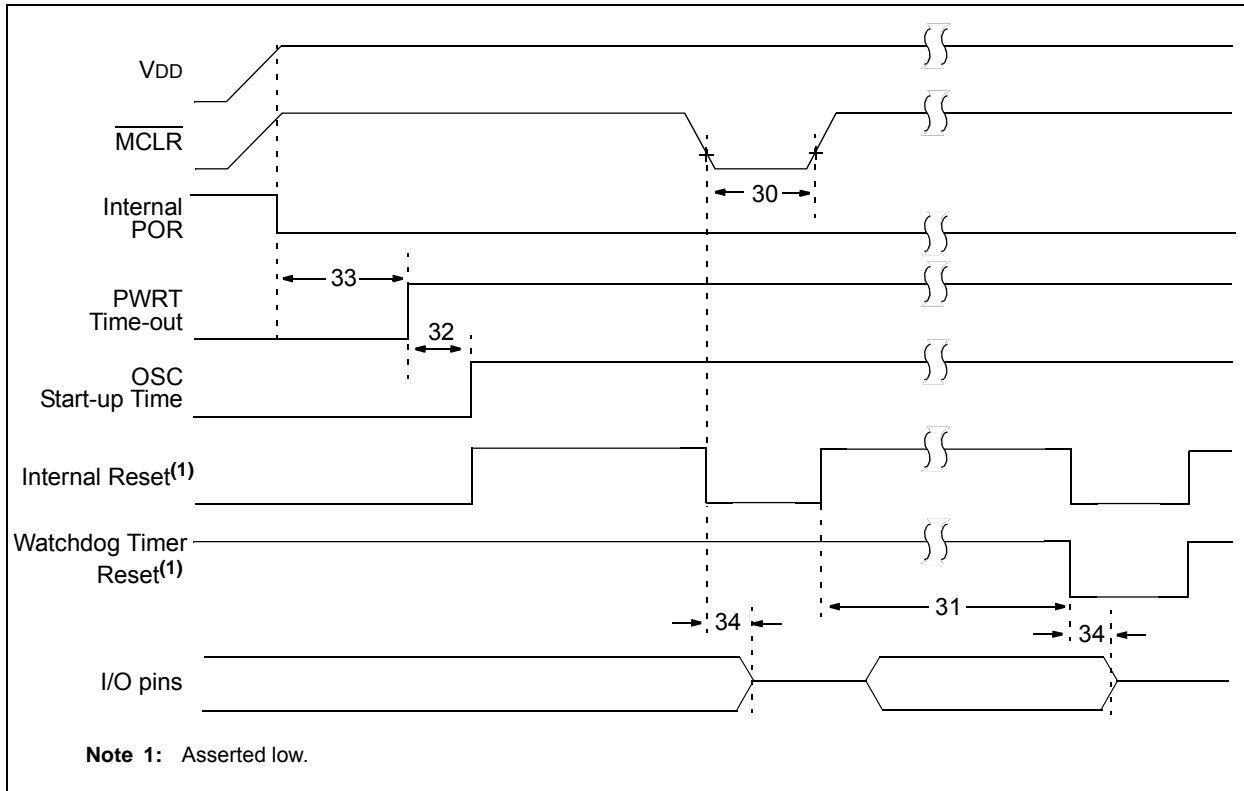 VDD
MCLR
30
Internal
POR
33
PWRT
Time-out
32
OSC
Start-up Time
Internal Reset(1)
Watchdog Timer
Reset(1)
31
34
34
I/O pins
Note 1: Asserted low.